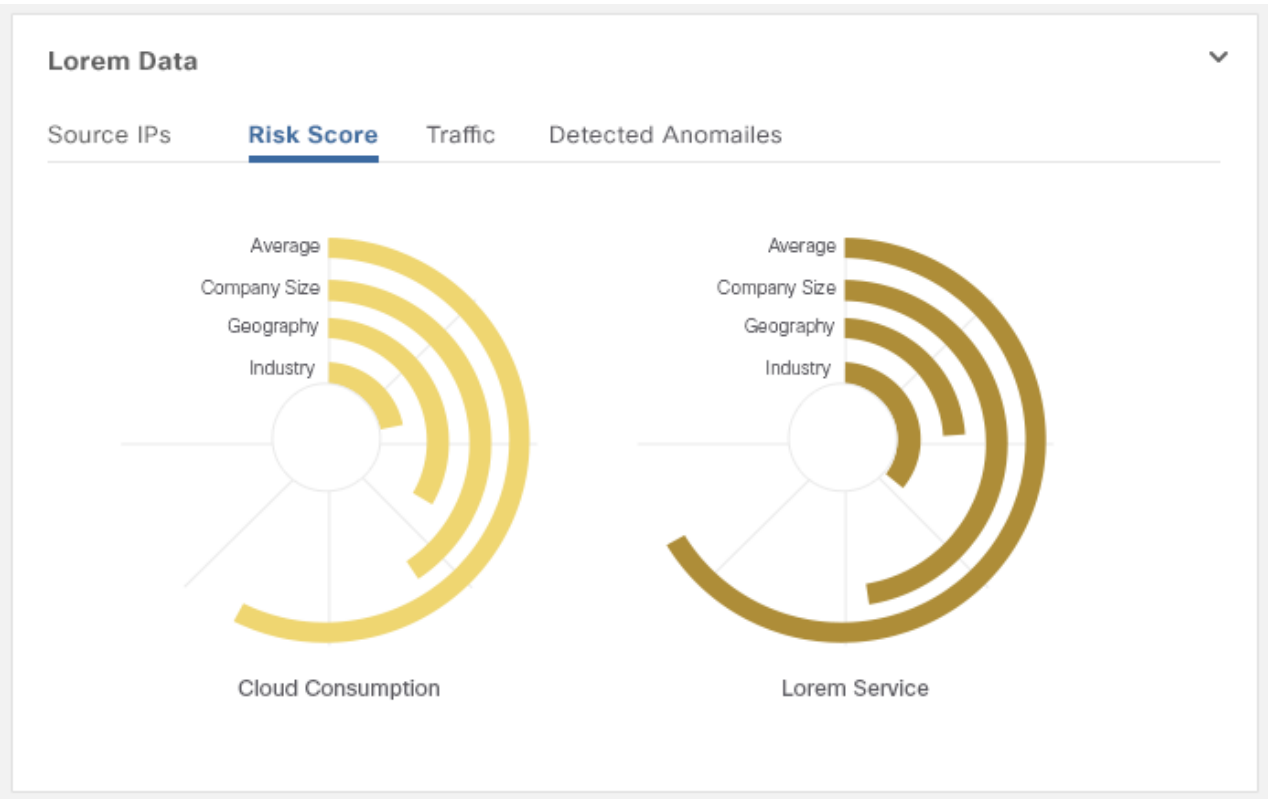 Lorem Data
Source IPs Risk Score Traffic Detected Anomailes
Average
Company Size
Geography
Industry
Cloud Consumption
Average
Company Size
Geography
Industry
Lorem Service